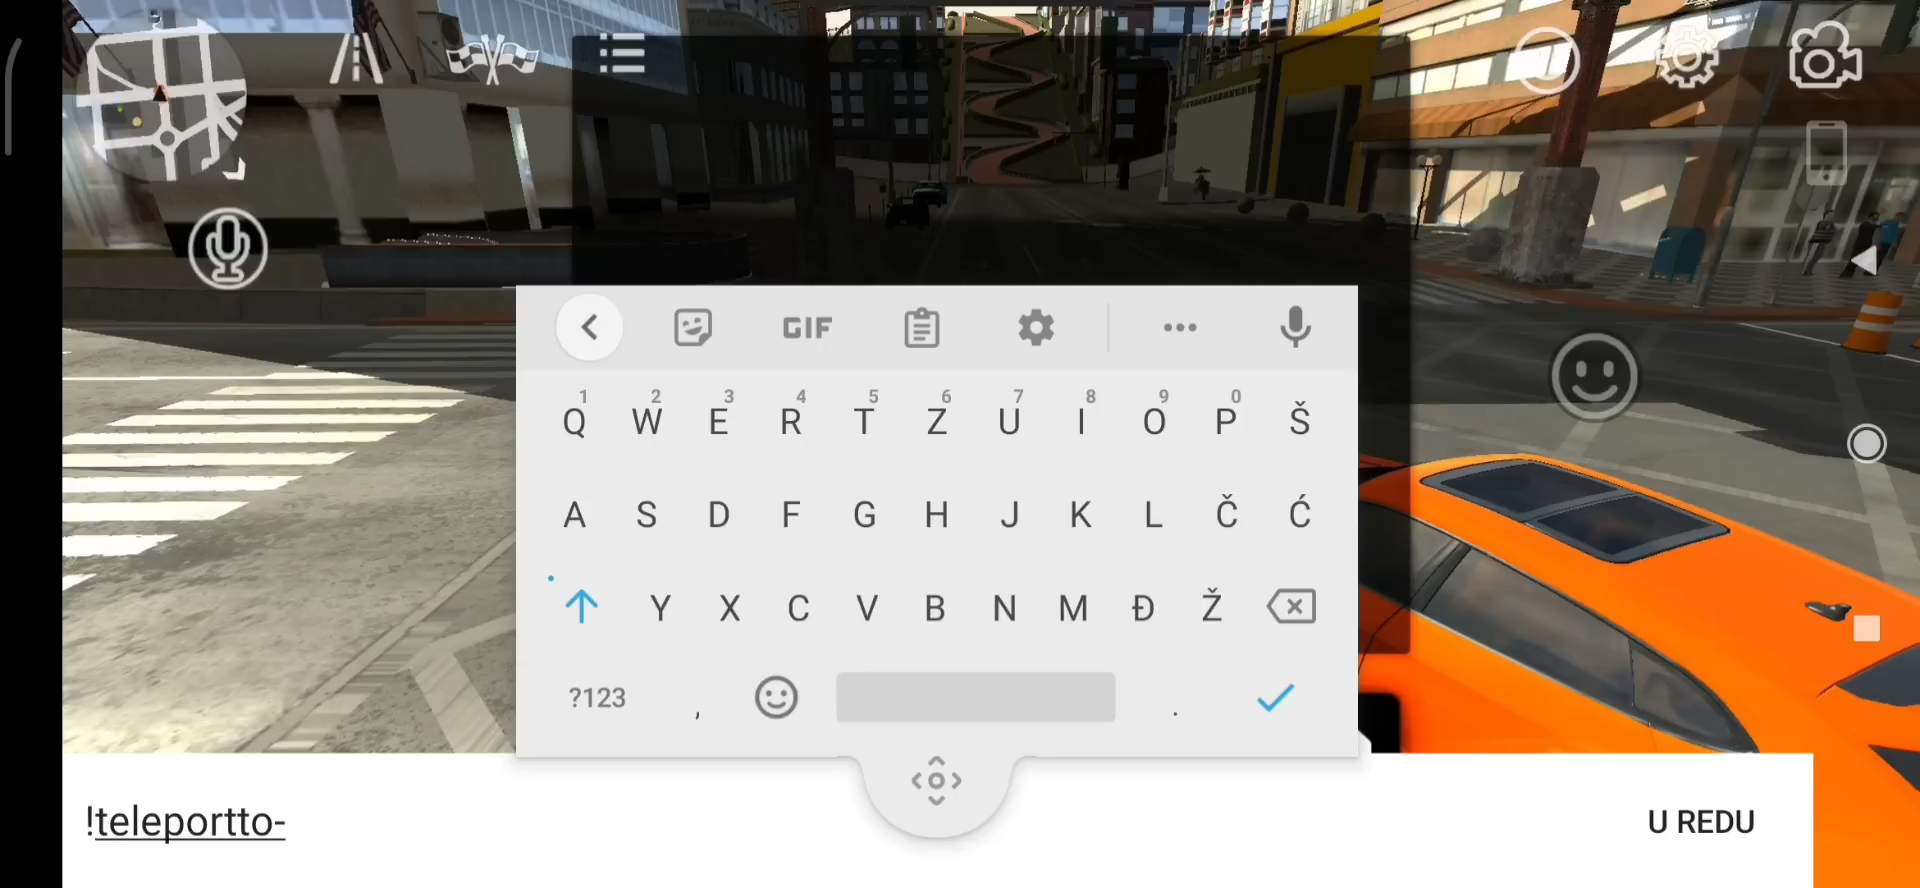 GIF
1 2 3 4 5 6 7 8 9 0
Q W E R T Z U I O P Š
A S D F G H J K L Č Ć
Y X C V B N M Đ Ž
?123 , .
!teleportto-
U REDU